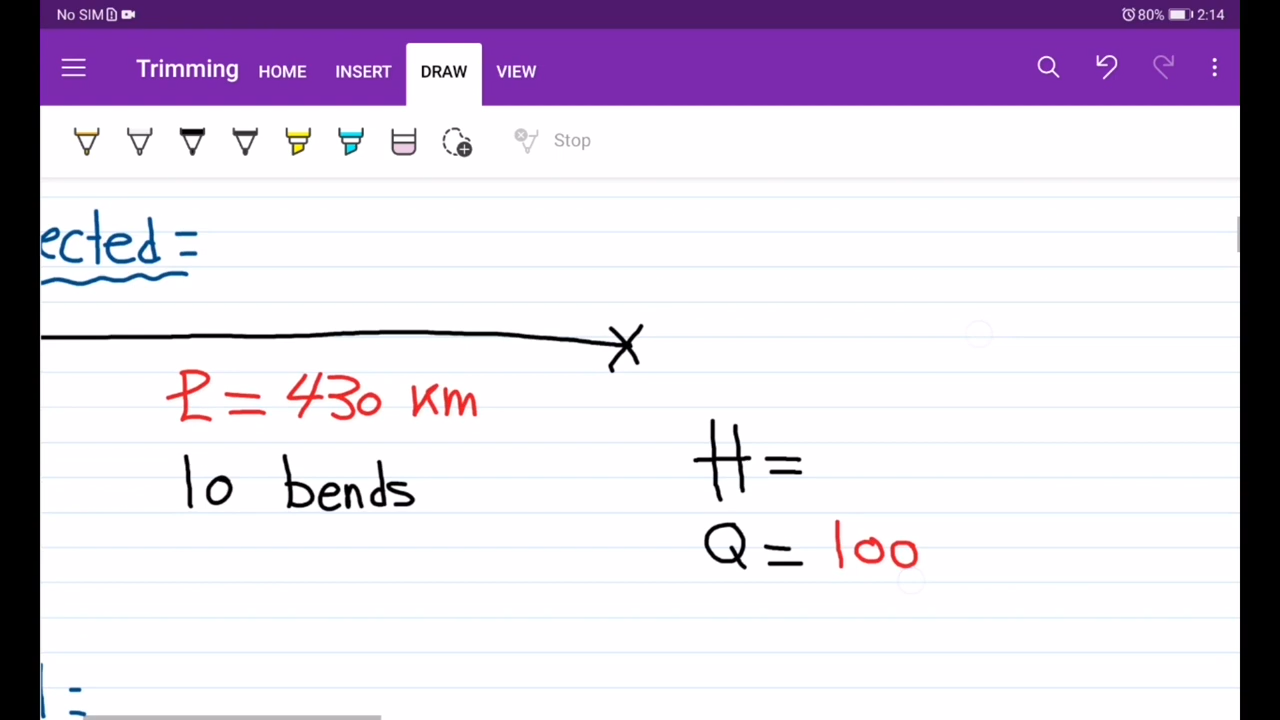 No SIM 80% 2:14
Trimming HOME INSERT DRAW VIEW
Stop
ected =
L = 430 km
10 bends
H =
Q = 100
=